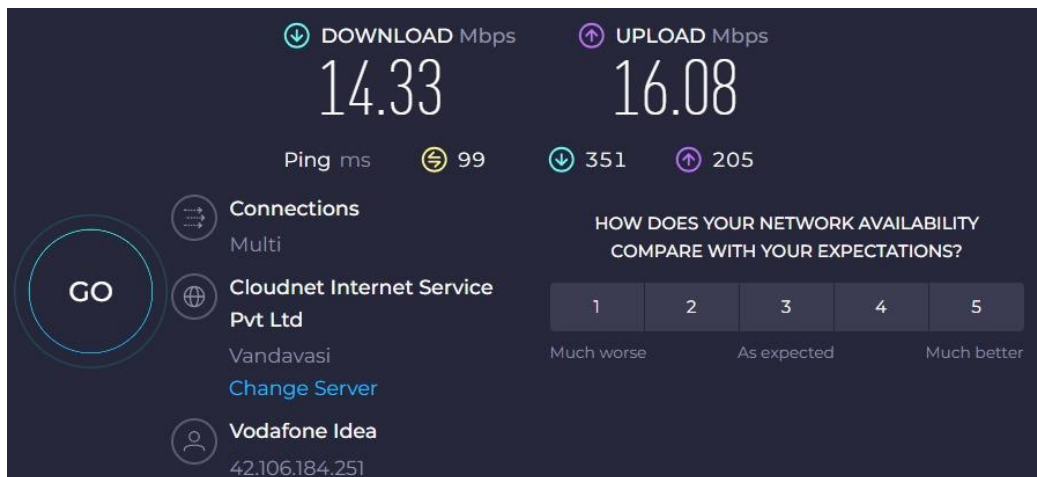 DOWNLOAD Mbps UPLOAD Mbps
14.33 16.08
Ping ms 99 351 205
GO
Connections
Multi
Cloudnet Internet Service
Pvt Ltd
Vandavasi
Change Server
Vodafone Idea
42.106.184.251
HOW DOES YOUR NETWORK AVAILABILITY
COMPARE WITH YOUR EXPECTATIONS?
1 2 3 4 5
Much worse As expected Much better